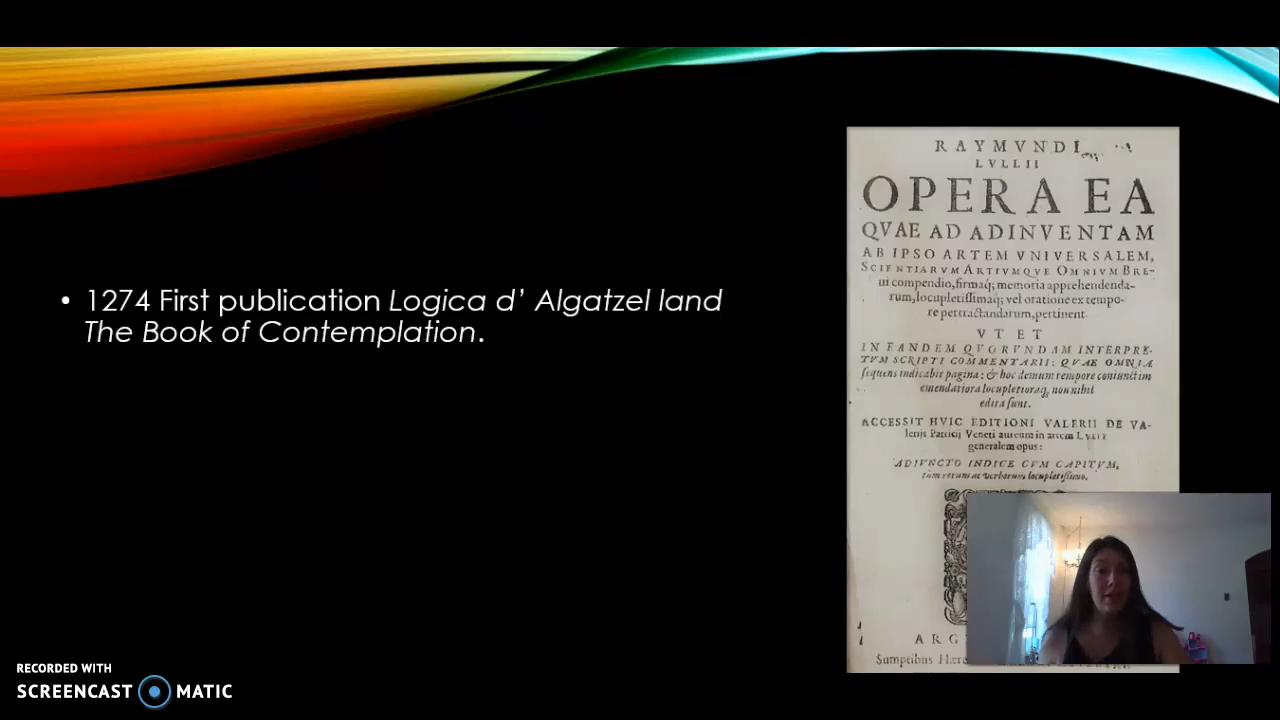 • 1274 First publication Logica d’ Algatzel land
The Book of Contemplation.
RAYMVNDI
LVLLII
OPERA EA
QVAE AD ADINVENTAM
AB IPSO ARTEM VNIVERSALEM,
SCIENTIARVM ARTIVMQVE OMNIVM BRE-
ui compendio, firmaq; memoria apprehendenda-
rum, locupletissimaq; vel oratione ex tempo-
re pertractandarum, pertinent.
VT ET
IN EANDEM QVORVNDAM INTERPRE-
TVM SCRIPTI COMMENTARII: QVAE OMNIA
sequens indicabit pagina: & hoc demum tempore coniunctim
emendatiora locupletioraq, non nihil
edita sunt.
ACCESSIT HVIC EDITIONI VALERII DE VA-
lerijs Patricij Veneti aureum in artem LVLLII
generalem opus:
ADIVNCTO INDICE CVM CAPITVM,
tum rerum ac verborum locupletissimo.
ARG
Sumptibus
RECORDED WITH
SCREENCAST MATIC